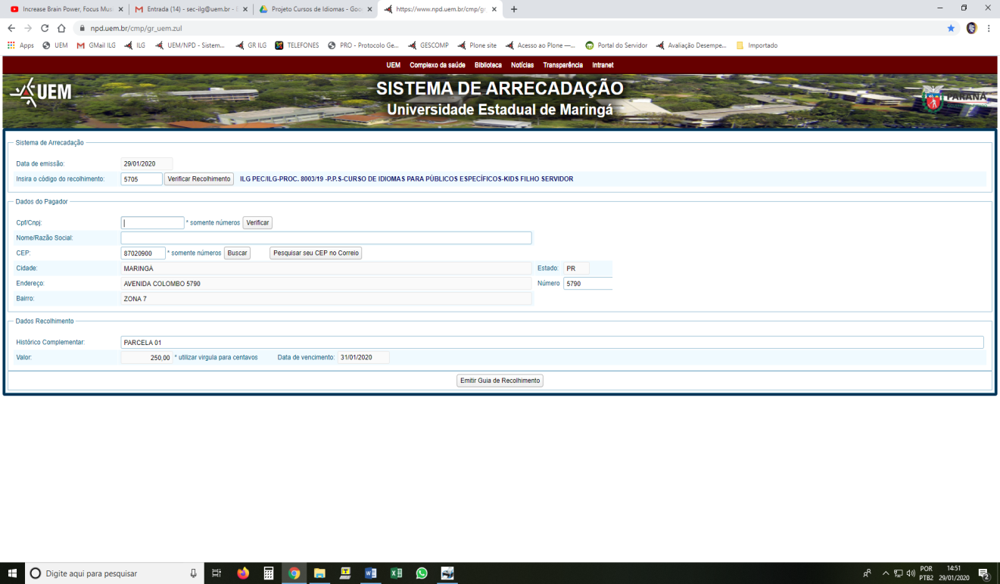 Increase Brain Power, Focus Mus
Entrada (14) - sec-ilg@uem.br -
Projeto Cursos de Idiomas - Goo
https://www.npd.uem.br/cmp/gr
npd.uem.br/cmp/gr_uem.zul
Apps UEM GMail ILG ILG UEM/NPD - Sistem... GR ILG TELEFONES PRO - Protocolo Ge... GESCOMP Plone site Acesso ao Plone —... Portal do Servidor Avaliação Desempe... Importado
UEM Complexo da saúde Biblioteca Notícias Transparência Intranet
UEM
SISTEMA DE ARRECADAÇÃO
Universidade Estadual de Maringá
PARANÁ
Sistema de Arrecadação
Data de emissão: 29/01/2020
Insira o código do recolhimento: 5705 Verificar Recolhimento ILG PEC/ILG-PROC. 8003/19 -P.P.S-CURSO DE IDIOMAS PARA PÚBLICOS ESPECÍFICOS-KIDS FILHO SERVIDOR
Dados do Pagador
Cpf/Cnpj: * somente números Verificar
Nome/Razão Social:
CEP: 87020900 * somente números Buscar Pesquisar seu CEP no Correio
Cidade: MARINGÁ Estado: PR
Endereço: AVENIDA COLOMBO 5790 Número 5790
Bairro: ZONA 7
Dados Recolhimento
Histórico Complementar: PARCELA 01
Valor: 250,00 * utilizar virgula para centavos Data de vencimento: 31/01/2020
Emitir Guia de Recolhimento
Digite aqui para pesquisar
POR 14:51
PTB2 29/01/2020
2